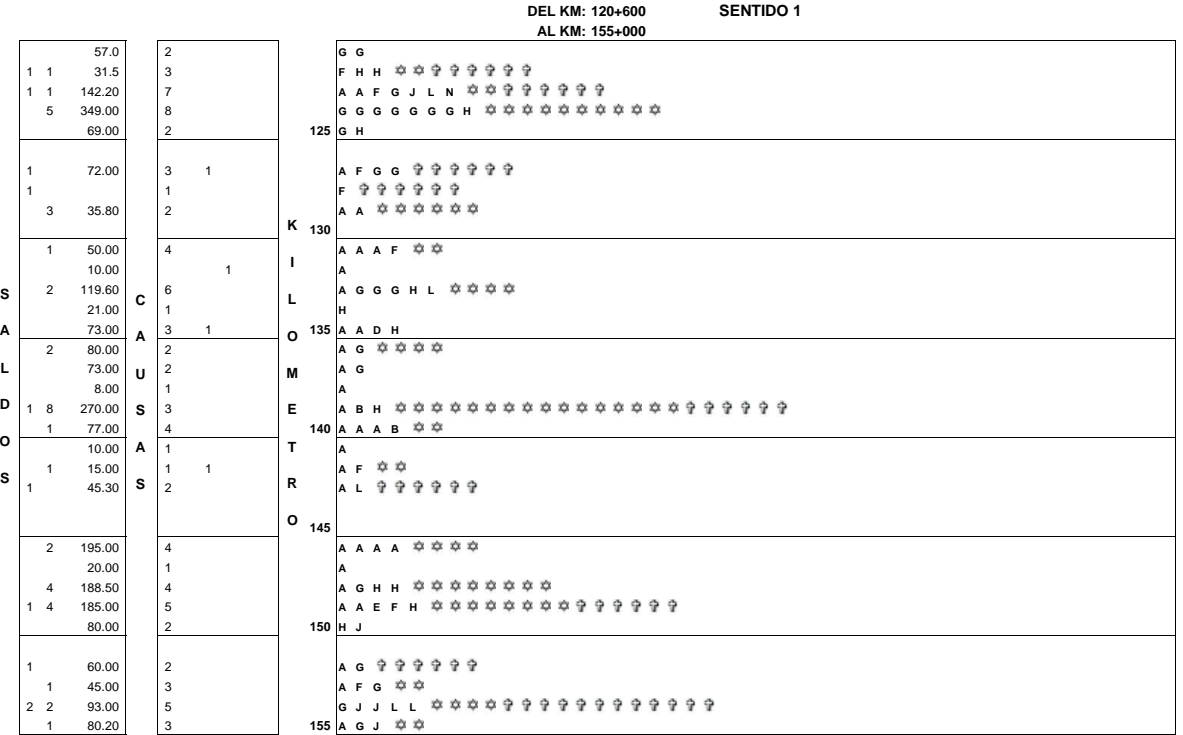 DEL KM: 120+600 SENTIDO 1
AL KM: 155+000
57.0 2 G G
1 1 31.5 3 F H H ✡ ✡ ✞ ✞ ✞ ✞ ✞ ✞
1 1 142.20 7 A A F G J L N ✡ ✡ ✞ ✞ ✞ ✞ ✞ ✞
5 349.00 8 G G G G G G G H ✡ ✡ ✡ ✡ ✡ ✡ ✡ ✡ ✡ ✡
69.00 2 125 G H
1 72.00 3 1 A F G G ✞ ✞ ✞ ✞ ✞ ✞
1 1 F ✞ ✞ ✞ ✞ ✞ ✞
3 35.80 2 A A ✡ ✡ ✡ ✡ ✡ ✡
130
1 50.00 4 A A A F ✡ ✡
10.00 1 A
2 119.60 6 A G G G H L ✡ ✡ ✡ ✡
21.00 1 H
73.00 3 1 135 A A D H
2 80.00 2 A G ✡ ✡ ✡ ✡
73.00 2 A G
8.00 1 A
1 8 270.00 3 A B H ✡ ✡ ✡ ✡ ✡ ✡ ✡ ✡ ✡ ✡ ✡ ✡ ✡ ✡ ✡ ✡ ✞ ✞ ✞ ✞ ✞ ✞
1 77.00 4 140 A A A B ✡ ✡
10.00 1 A
1 15.00 1 1 A F ✡ ✡
1 45.30 2 A L ✞ ✞ ✞ ✞ ✞ ✞
145
2 195.00 4 A A A A ✡ ✡ ✡ ✡
20.00 1 A
4 188.50 4 A G H H ✡ ✡ ✡ ✡ ✡ ✡ ✡ ✡
1 4 185.00 5 A A E F H ✡ ✡ ✡ ✡ ✡ ✡ ✡ ✡ ✞ ✞ ✞ ✞ ✞ ✞
80.00 2 150 H J
1 60.00 2 A G ✞ ✞ ✞ ✞ ✞ ✞
1 45.00 3 A F G ✡ ✡
2 2 93.00 5 G J J L L ✡ ✡ ✡ ✡ ✞ ✞ ✞ ✞ ✞ ✞ ✞ ✞ ✞ ✞ ✞ ✞
1 80.20 3 155 A G J ✡ ✡
SALDOS
CAUSAS
KILOMETRO